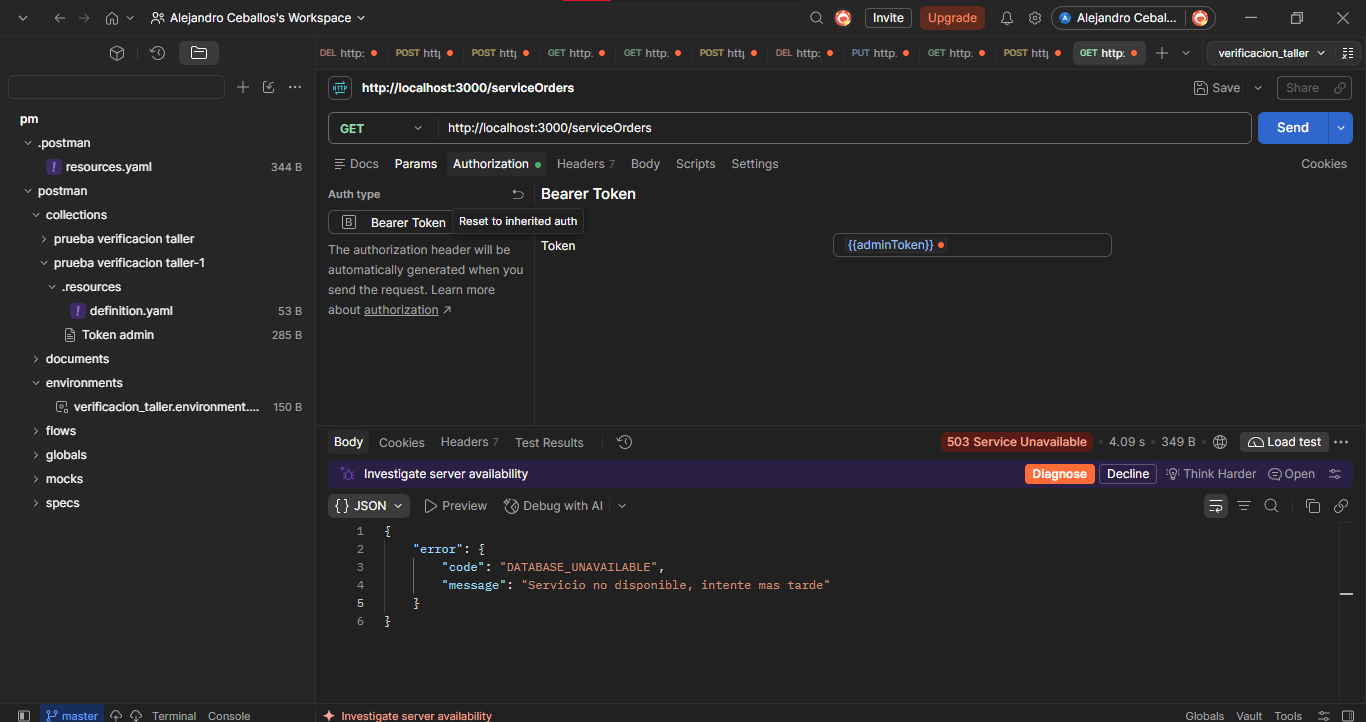 Alejandro Ceballos's Workspace
Invite
Upgrade
Alejandro Cebal...
DEL http:
POST htt
POST htt
GET http:
GET http:
POST htt
DEL http:
PUT http:
GET http:
POST htt
GET http:
verificacion_taller
HTTP
http://localhost:3000/serviceOrders
Save
Share
pm
.postman
resources.yaml
344 B
postman
collections
prueba verificacion taller
prueba verificacion taller-1
.resources
definition.yaml
53 B
Token admin
285 B
documents
environments
verificacion_taller.environment....
150 B
flows
globals
mocks
specs
GET
http://localhost:3000/serviceOrders
Send
Docs
Params
Authorization
Headers 7
Body
Scripts
Settings
Cookies
Auth type
B
Bearer Token
Reset to inherited auth
The authorization header will be
automatically generated when you
send the request. Learn more
about authorization
Bearer Token
Token
{{adminToken}}
Body
Cookies
Headers 7
Test Results
503 Service Unavailable
4.09 s
349 B
Load test
Investigate server availability
Diagnose
Decline
Think Harder
Open
{} JSON
Preview
Debug with AI
1 {
2 "error": {
3 "code": "DATABASE_UNAVAILABLE",
4 "message": "Servicio no disponible, intente mas tarde"
5 }
6 }
master
Terminal
Console
Investigate server availability
Globals
Vault
Tools